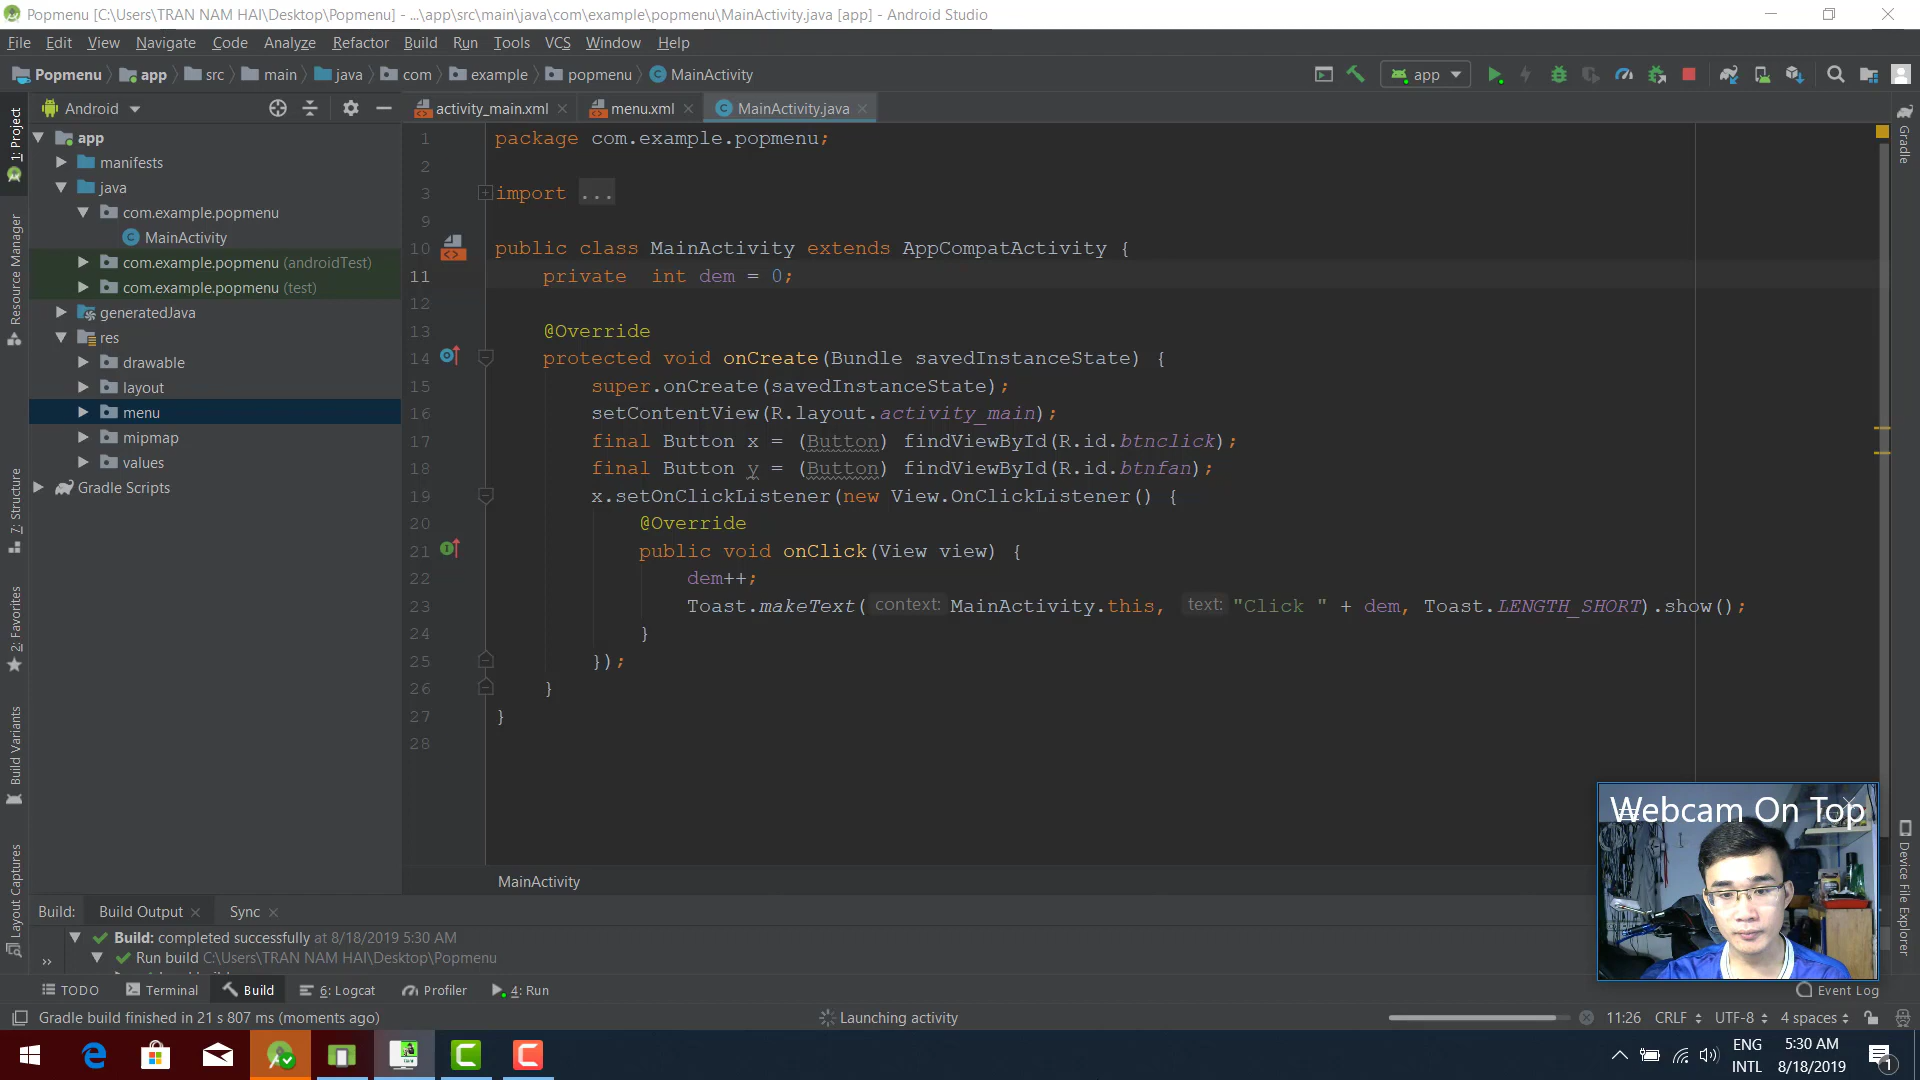 Popmenu [C:\Users\TRAN NAM HAI\Desktop\Popmenu] - ...\app\src\main\java\com\example\popmenu\MainActivity.java [app] - Android Studio
File Edit View Navigate Code Analyze Refactor Build Run Tools VCS Window Help
Popmenu app src main java com example popmenu MainActivity app
Android activity_main.xml menu.xml MainActivity.java
1: Project
Resource Manager
7: Structure
2: Favorites
Build Variants
Layout Captures
app
manifests
java
com.example.popmenu
MainActivity
com.example.popmenu (androidTest)
com.example.popmenu (test)
generatedJava
res
drawable
layout
menu
mipmap
values
Gradle Scripts
1 package com.example.popmenu;
2
3 import ...
9
10 public class MainActivity extends AppCompatActivity {
11 private  int dem = 0;
12
13 @Override
14 protected void onCreate(Bundle savedInstanceState) {
15 super.onCreate(savedInstanceState);
16 setContentView(R.layout.activity_main);
17 final Button x = (Button) findViewById(R.id.btnclick);
18 final Button y = (Button) findViewById(R.id.btnfan);
19 x.setOnClickListener(new View.OnClickListener() {
20 @Override
21 public void onClick(View view) {
22 dem++;
23 Toast.makeText( context: MainActivity.this, text: "Click " + dem, Toast.LENGTH_SHORT).show();
24 }
25 });
26 }
27 }
28
Gradle
Device File Explorer
Webcam On Top
MainActivity
Build: Build Output Sync
Build: completed successfully at 8/18/2019 5:30 AM
Run build C:\Users\TRAN NAM HAI\Desktop\Popmenu
TODO Terminal Build 6: Logcat Profiler 4: Run Event Log
Gradle build finished in 21 s 807 ms (moments ago) Launching activity 11:26 CRLF UTF-8 4 spaces
ENG 5:30 AM
INTL 8/18/2019 1